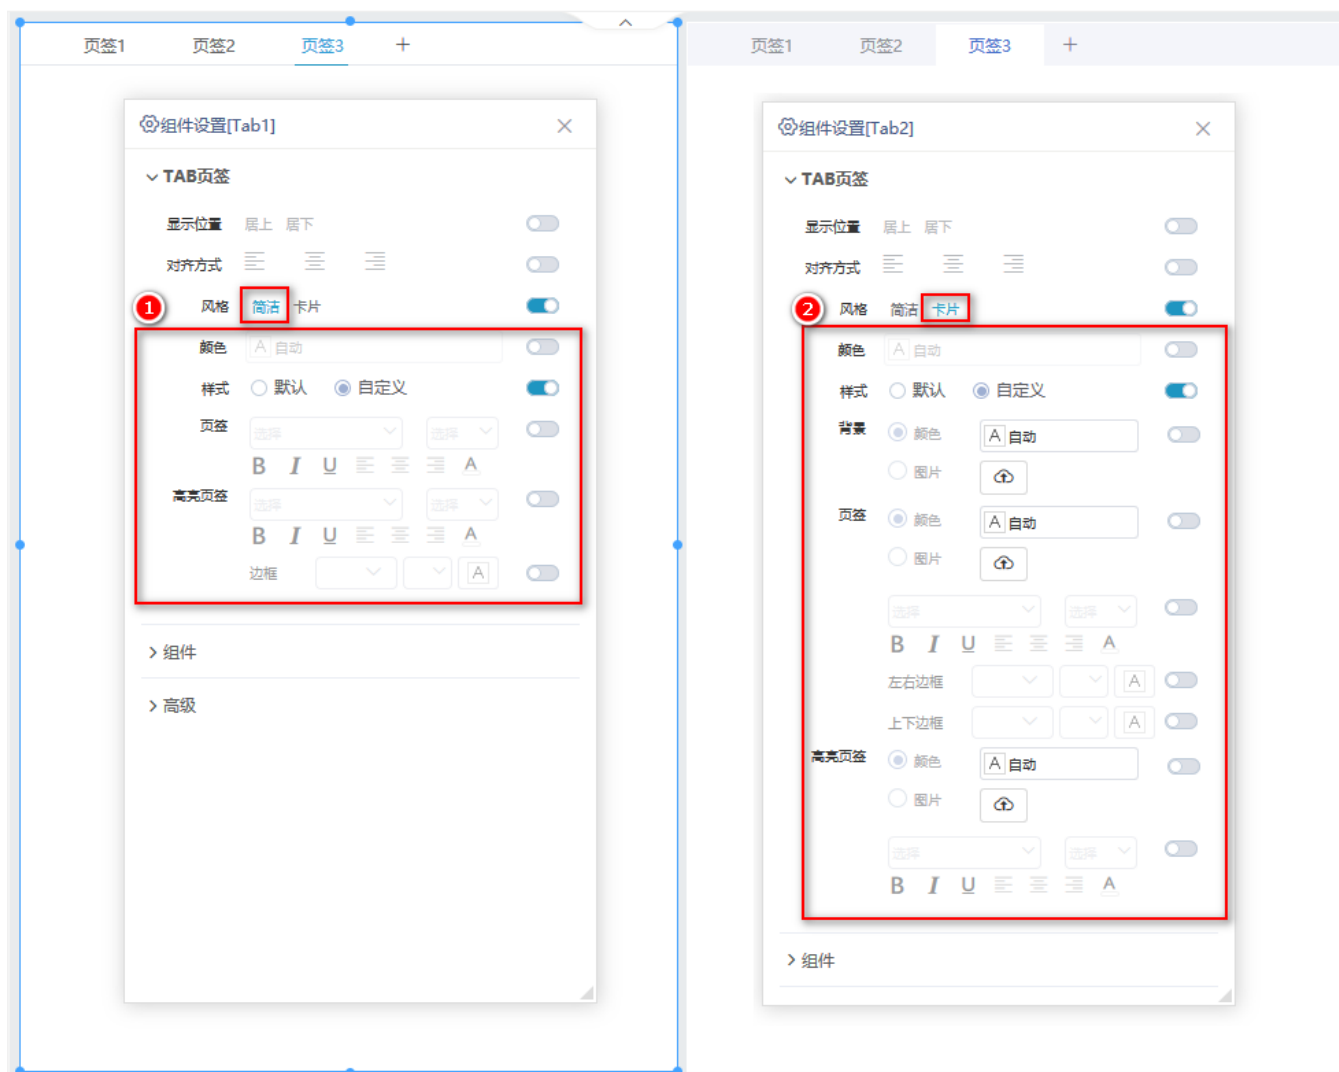 页签1 页签2 页签3 +
组件设置[Tab1]
TAB页签
显示位置 居上 居下
对齐方式
1 风格 简洁 卡片
颜色 A 自动
样式 默认 自定义
页签 选择 选择
B I U A
高亮页签 选择 选择
B I U A
边框 A
组件
高级
页签1 页签2 页签3 +
组件设置[Tab2]
TAB页签
显示位置 居上 居下
对齐方式
2 风格 简洁 卡片
颜色 A 自动
样式 默认 自定义
背景 颜色 A 自动
图片
页签 颜色 A 自动
图片
选择 选择
B I U A
左右边框 A
上下边框 A
高亮页签 颜色 A 自动
图片
选择 选择
B I U A
组件